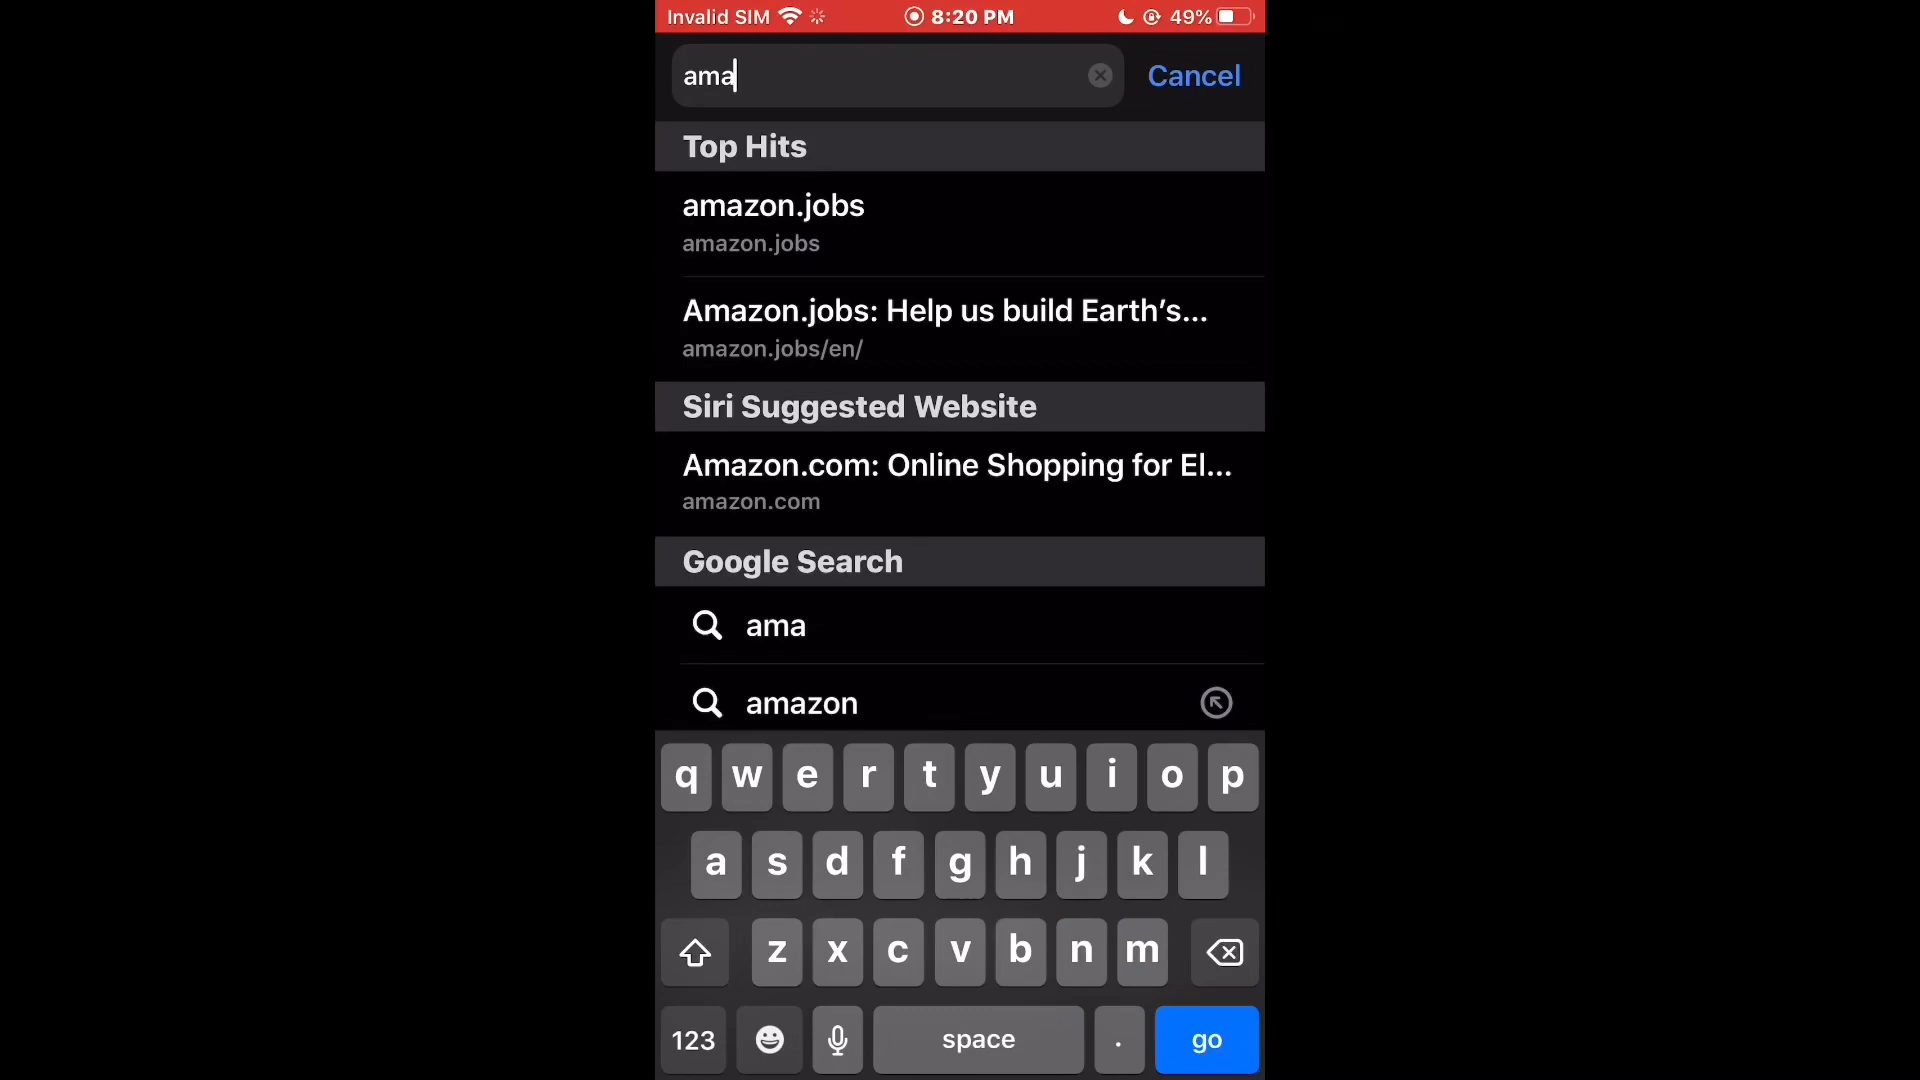 Invalid SIM 8:20 PM 49%
ama Cancel
Top Hits
amazon.jobs
amazon.jobs
Amazon.jobs: Help us build Earth’s...
amazon.jobs/en/
Siri Suggested Website
Amazon.com: Online Shopping for El...
amazon.com
Google Search
ama
amazon
q w e r t y u i o p
a s d f g h j k l
z x c v b n m
123 space . go